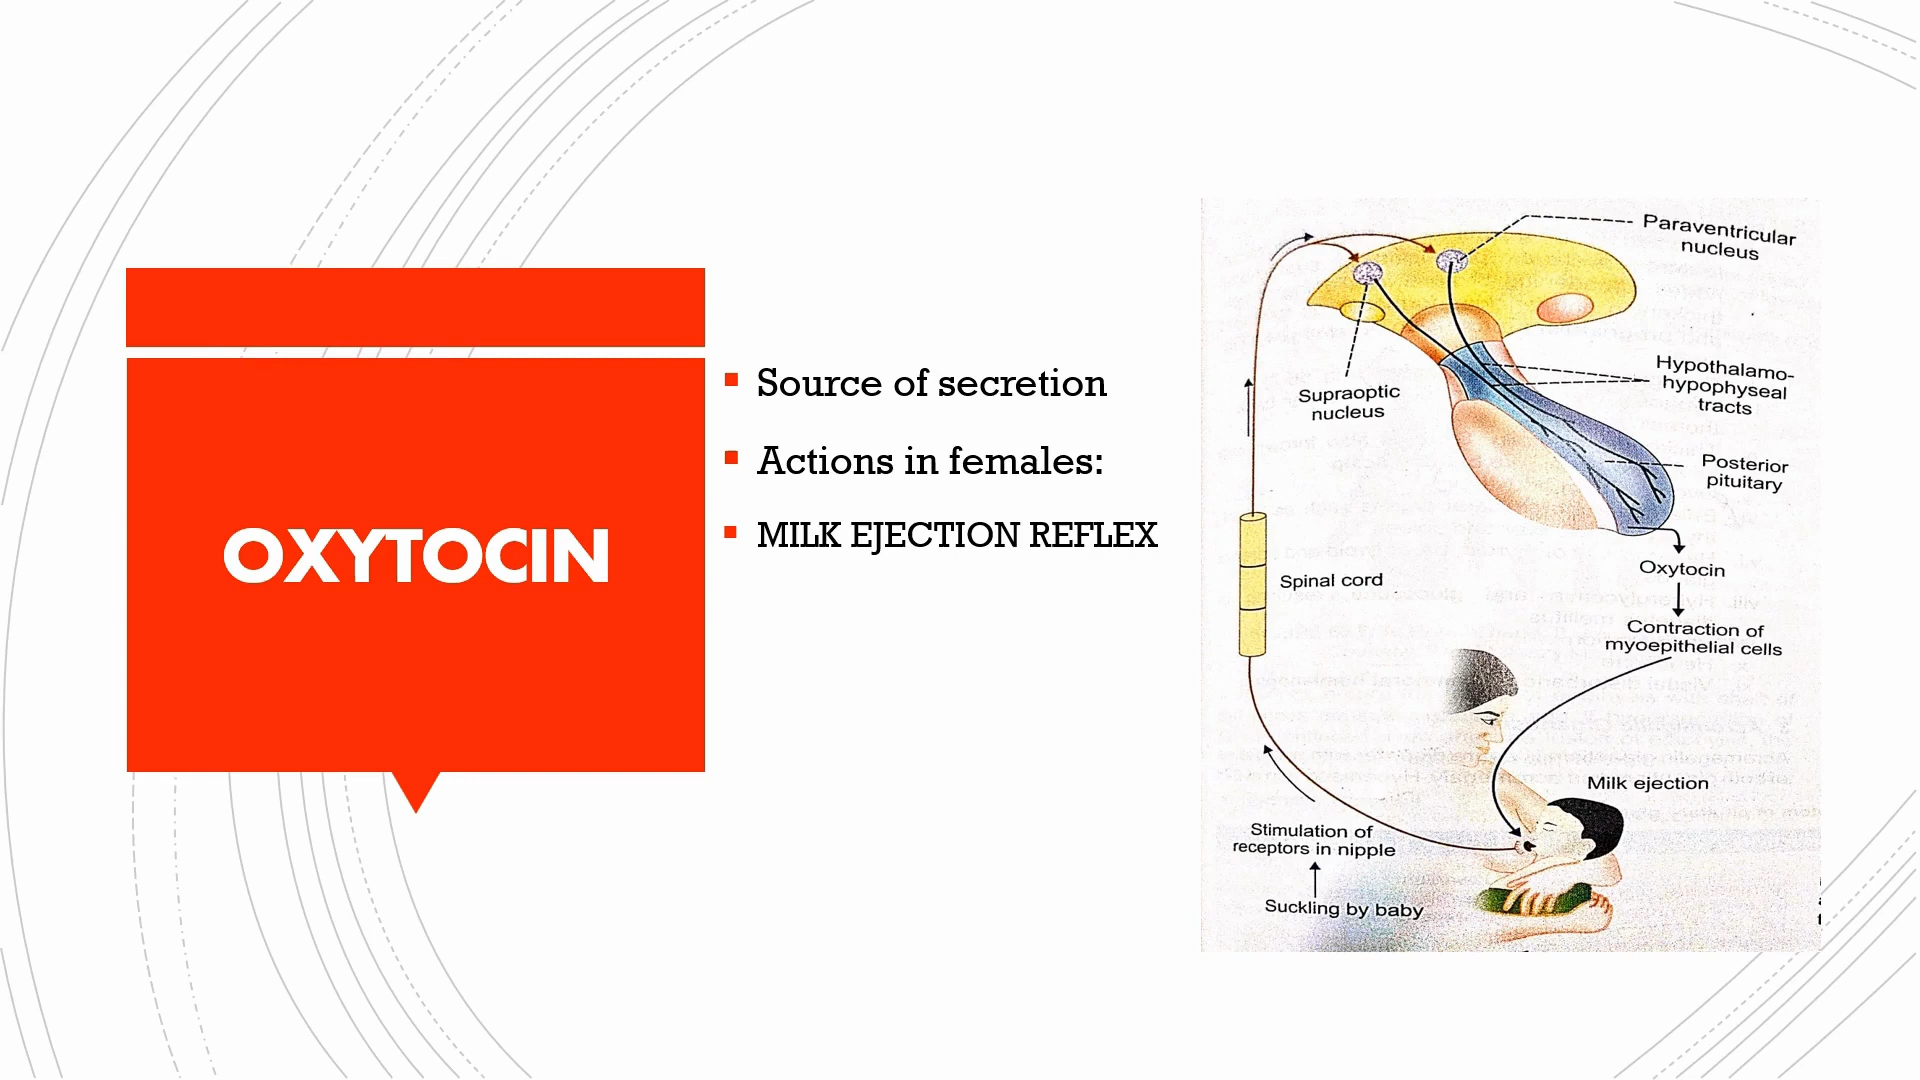 OXYTOCIN
Source of secretion
Actions in females:
MILK EJECTION REFLEX
Paraventricular
nucleus
Supraoptic
nucleus
Hypothalamo-
hypophyseal
tracts
Posterior
pituitary
Oxytocin
Spinal cord
Contraction of
myoepithelial cells
Milk ejection
Stimulation of
receptors in nipple
Suckling by baby